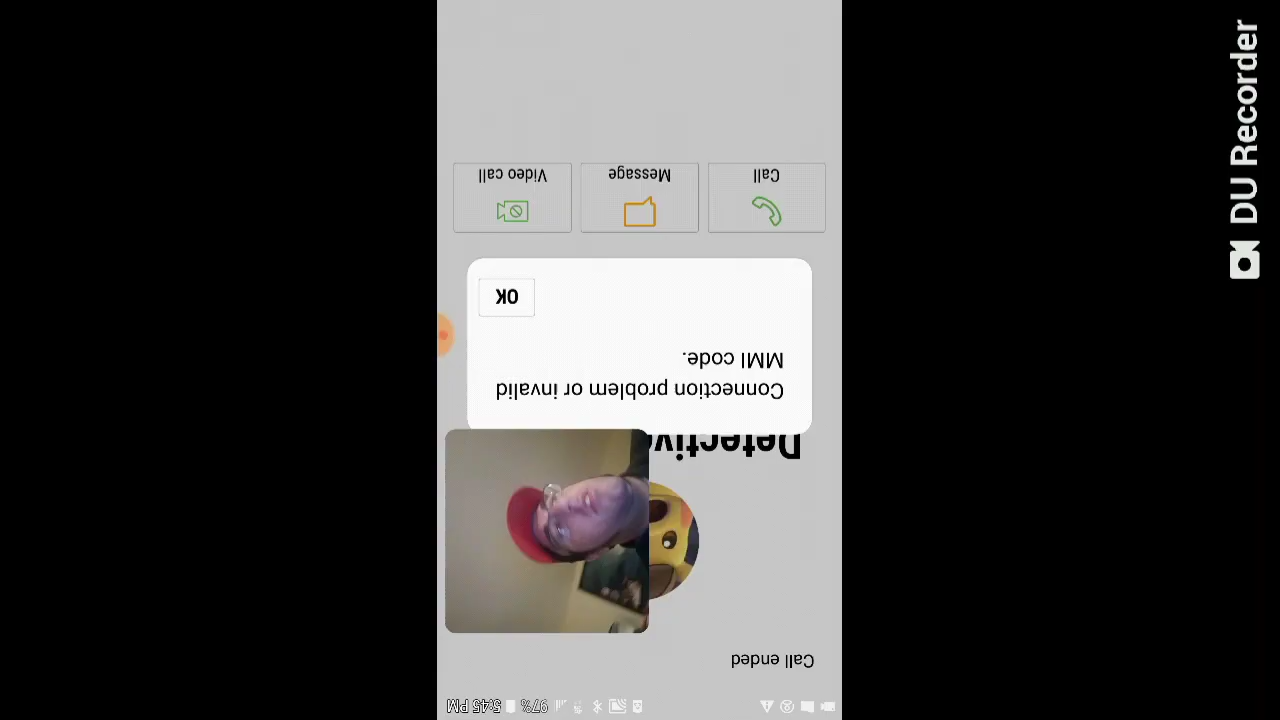 5:45 PM
97%
Call ended
Detectiv
Connection problem or invalid
MMI code.
OK
Call
Message
Video call
DU Recorder